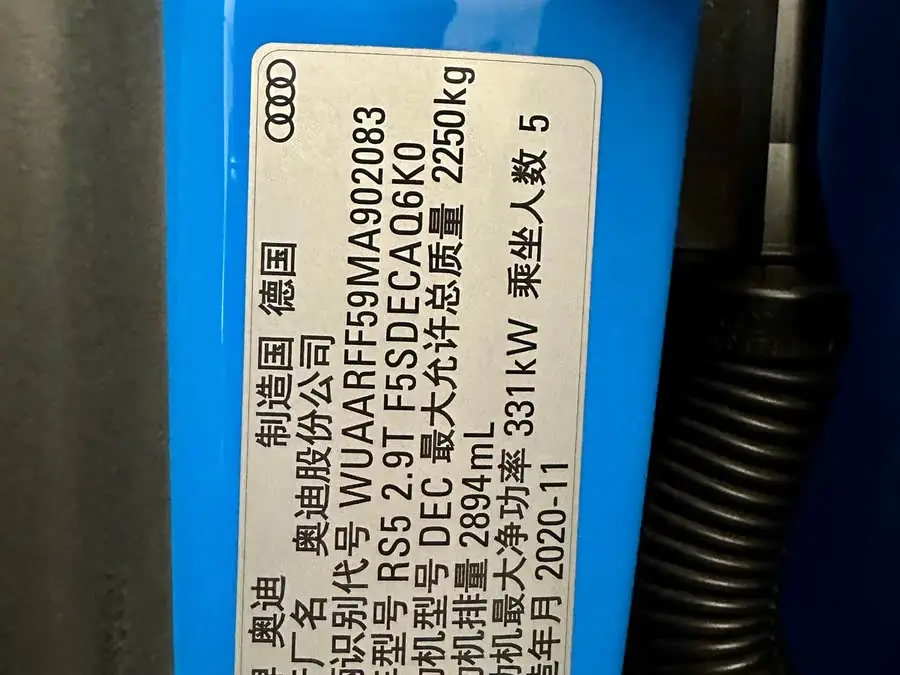 奥迪 制造国 德国
厂名 奥迪股份公司
识别代号 WUAARFF59MA902083
型号 RS5 2.9T F5SDECAQ6K0
动机型号 DEC 最大允许总质量 2250kg
动机排量 2894mL
动机最大净功率 331kW 乘坐人数 5
造年月 2020-11